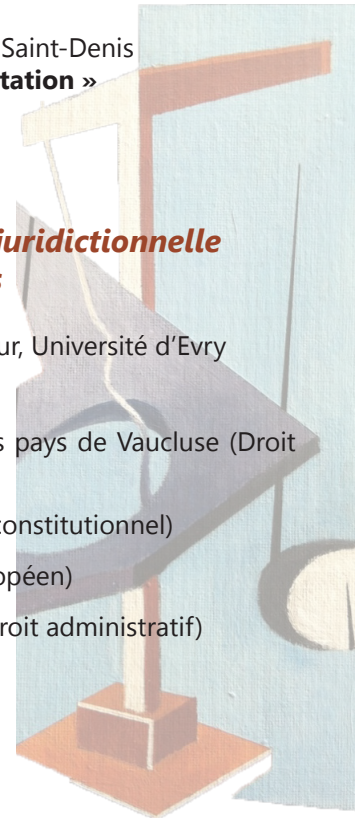 Saint-Denis
tation »
juridictionnelle
s
ur, Université d’Evry
s pays de Vaucluse (Droit
constitutionnel)
opéen)
roit administratif)